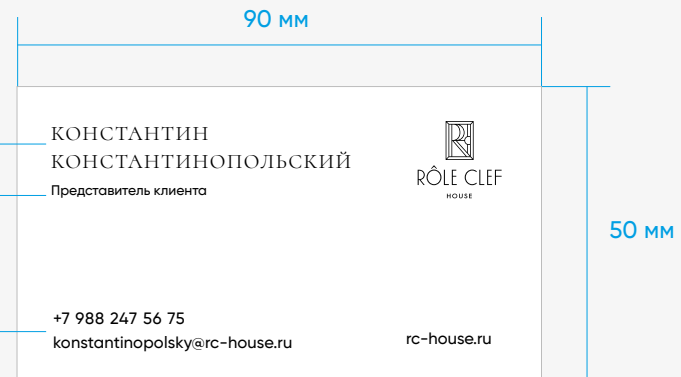 90 мм
КОНСТАНТИН
КОНСТАНТИНОПОЛЬСКИЙ
Представитель клиента
RÔLE CLEF
HOUSE
50 мм
+7 988 247 56 75
konstantinopolsky@rc-house.ru
rc-house.ru